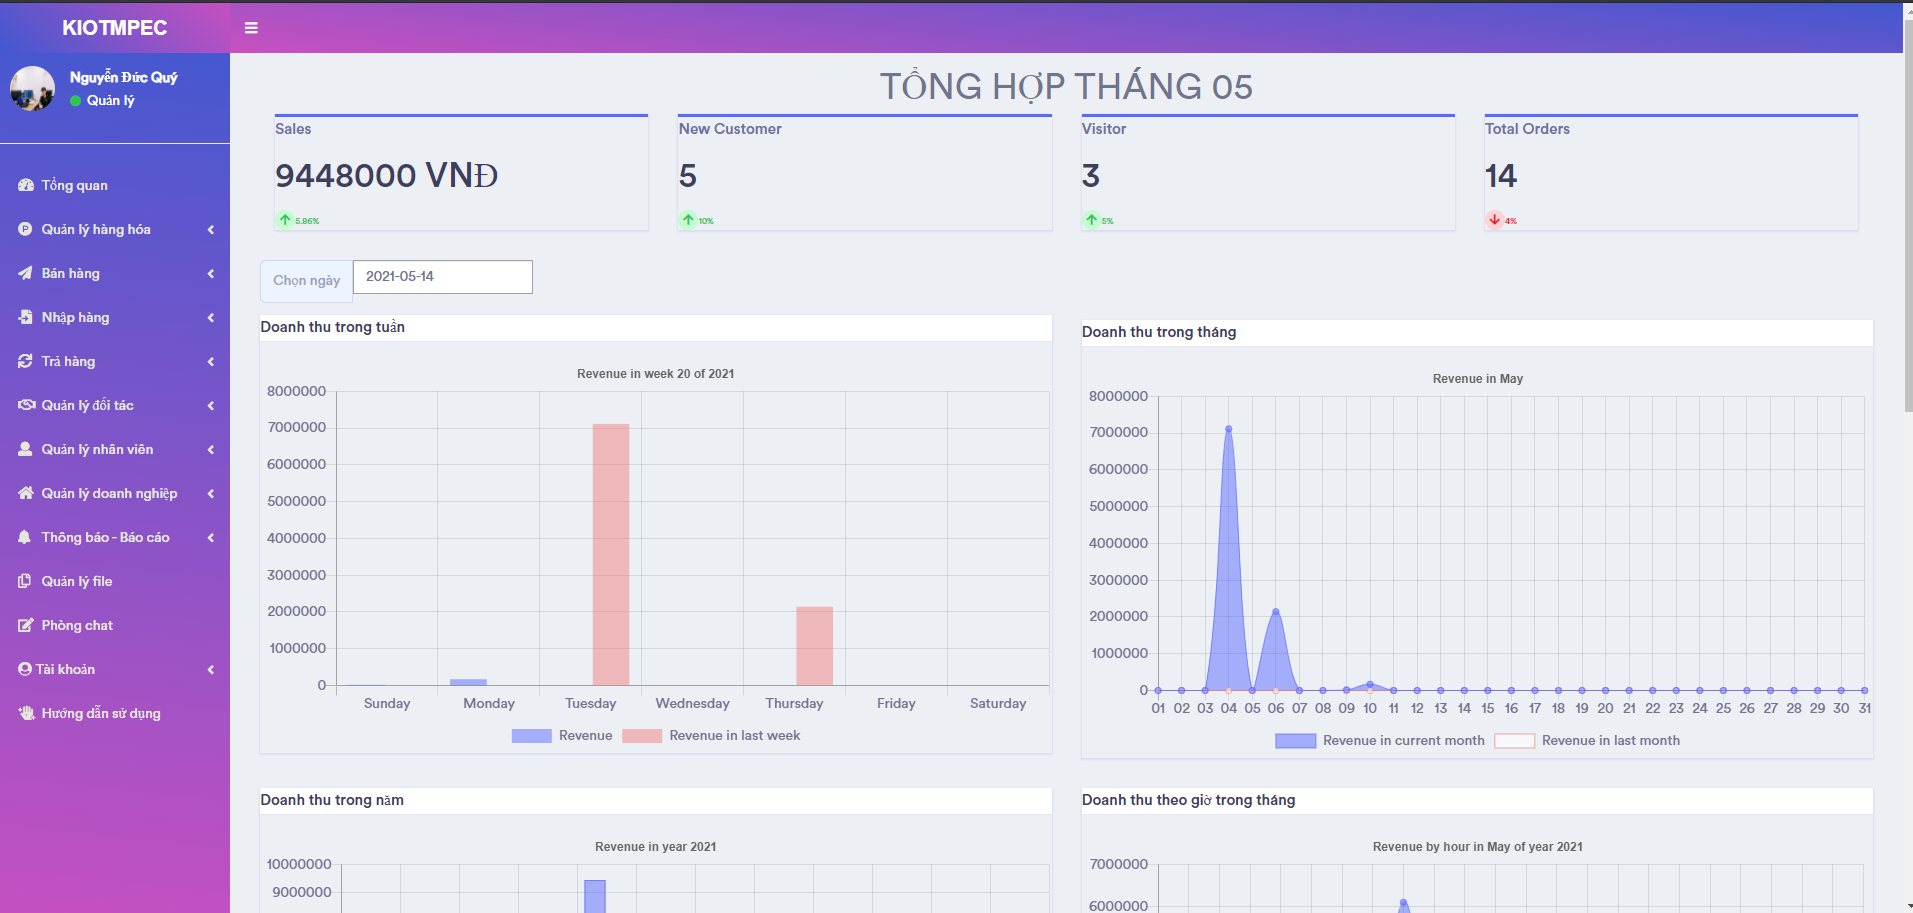 KIOTMPEC
Nguyễn Đức Quý
Quản lý
Tổng quan
Quản lý hàng hóa
Bán hàng
Nhập hàng
Trả hàng
Quản lý đối tác
Quản lý nhân viên
Quản lý doanh nghiệp
Thông báo - Báo cáo
Quản lý file
Phòng chat
Tài khoản
Hướng dẫn sử dụng
TỔNG HỢP THÁNG 05
Sales
9448000 VNĐ
5.86%
New Customer
5
10%
Visitor
3
5%
Total Orders
14
4%
Chọn ngày
2021-05-14
Doanh thu trong tuần
Revenue in week 20 of 2021
8000000
7000000
6000000
5000000
4000000
3000000
2000000
1000000
0
Sunday Monday Tuesday Wednesday Thursday Friday Saturday
Revenue Revenue in last week
Doanh thu trong tháng
Revenue in May
8000000
7000000
6000000
5000000
4000000
3000000
2000000
1000000
0
01 02 03 04 05 06 07 08 09 10 11 12 13 14 15 16 17 18 19 20 21 22 23 24 25 26 27 28 29 30 31
Revenue in current month Revenue in last month
Doanh thu trong năm
Revenue in year 2021
10000000
9000000
Doanh thu theo giờ trong tháng
Revenue by hour in May of year 2021
7000000
6000000